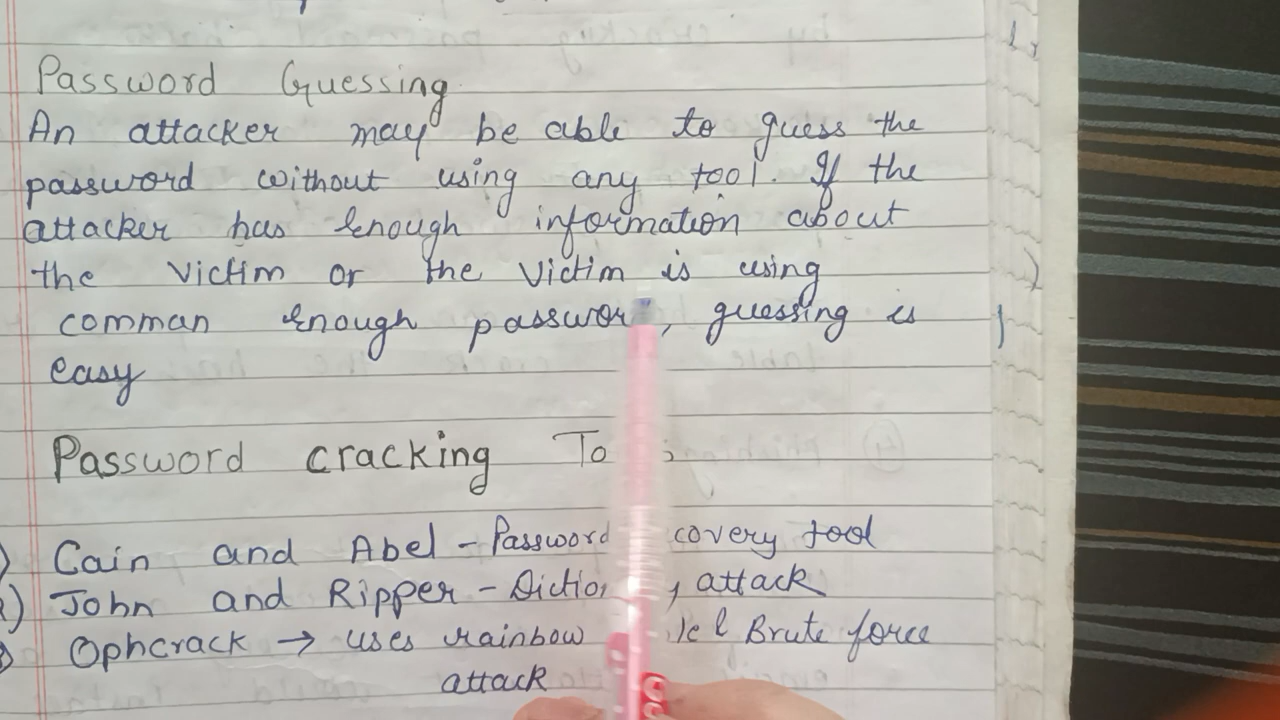 Password Guessing
An attacker may be able to guess the
password without using any tool. If the
attacker has enough information about
the victim or the victim is using
comman enough passwor, guessing is
easy
Password cracking To
Cain and Abel - Password covery tool
John and Ripper - Dictio attack
Ophcrack → uses rainbow Brute force
attack